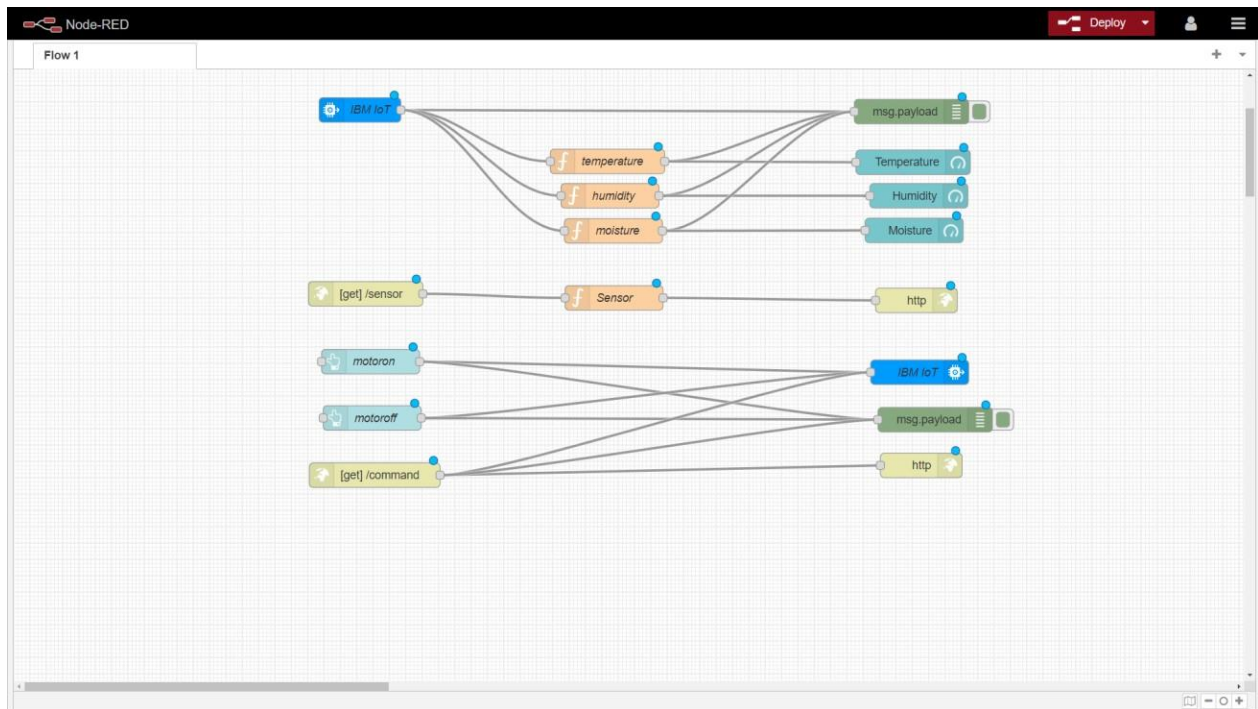 Node-RED
Deploy
Flow 1
IBM IoT
msg.payload
temperature
Temperature
humidity
Humidity
moisture
Moisture
[get] /sensor
Sensor
http
motoron
IBM IoT
motoroff
msg.payload
[get] /command
http